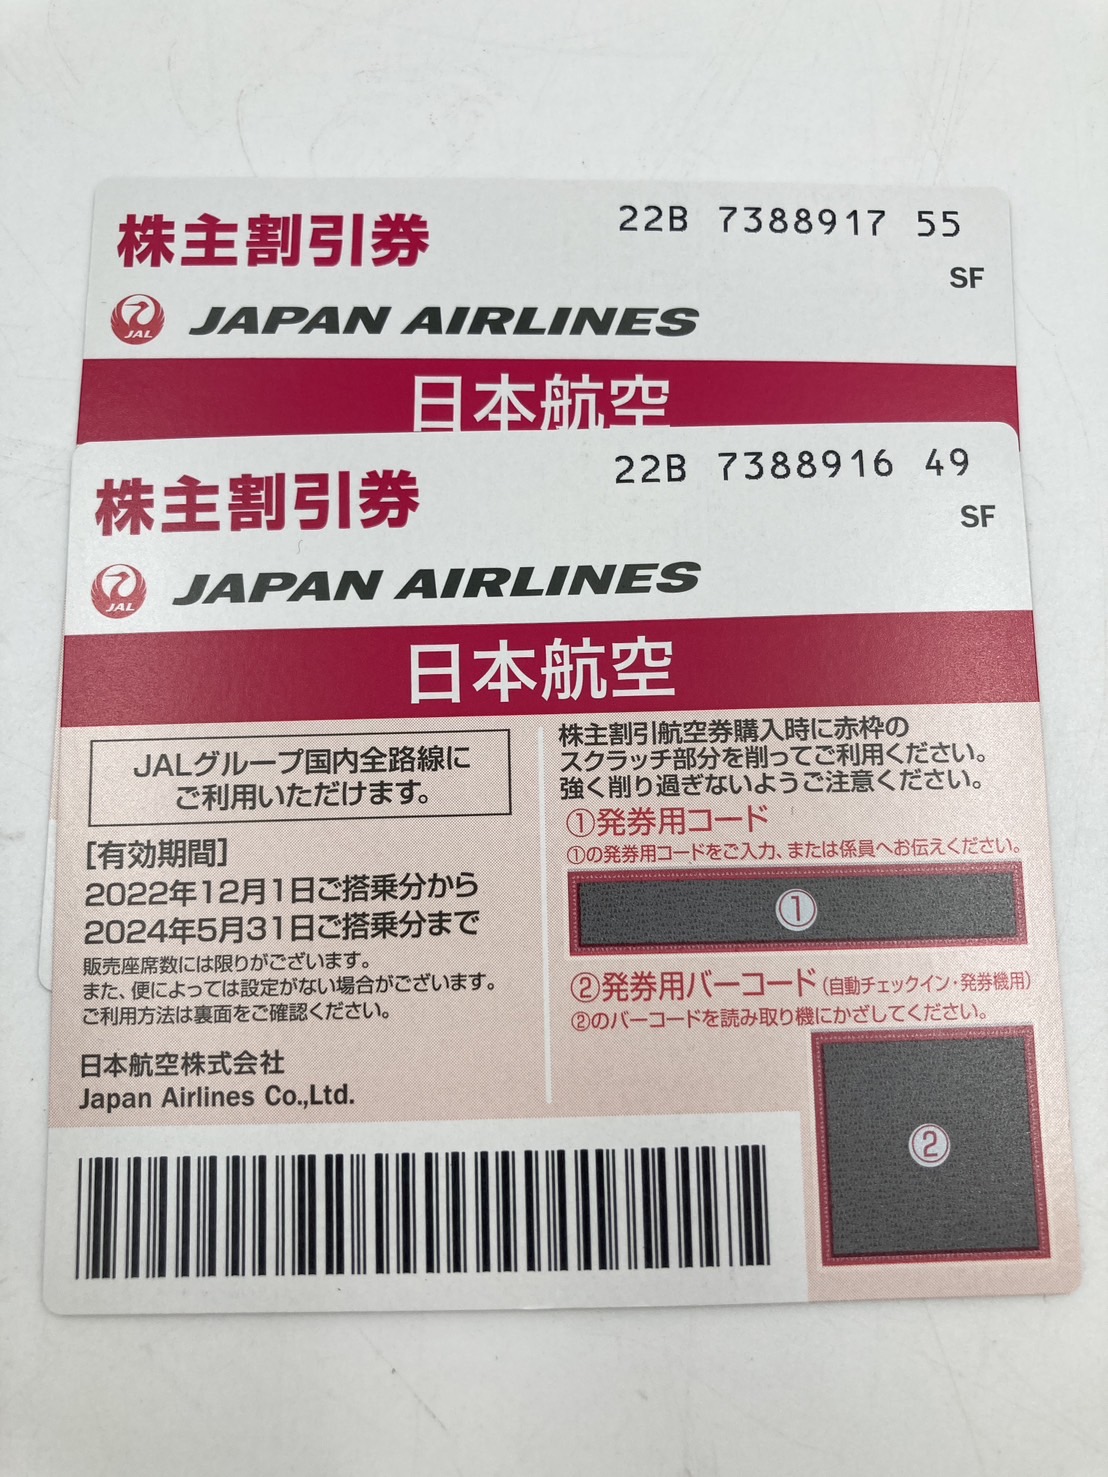 株主割引券
22B 7388917 55
SF
JAL
JAPAN AIRLINES
日本航空
株主割引券
22B 7388916 49
SF
JAL
JAPAN AIRLINES
日本航空
JALグループ国内全路線に
ご利用いただけます。
[有効期間]
2022年12月1日ご搭乗分から
2024年5月31日ご搭乗分まで
販売座席数には限りがございます。
また、便によっては設定がない場合がございます。
ご利用方法は裏面をご確認ください。
日本航空株式会社
Japan Airlines Co.,Ltd.
株主割引航空券購入時に赤枠の
スクラッチ部分を削ってご利用ください。
強く削り過ぎないようご注意ください。
①発券用コード
①の発券用コードをご入力、または係員へお伝えください。
①
②発券用バーコード(自動チェックイン・発券機用)
②のバーコードを読み取り機にかざしてください。
②